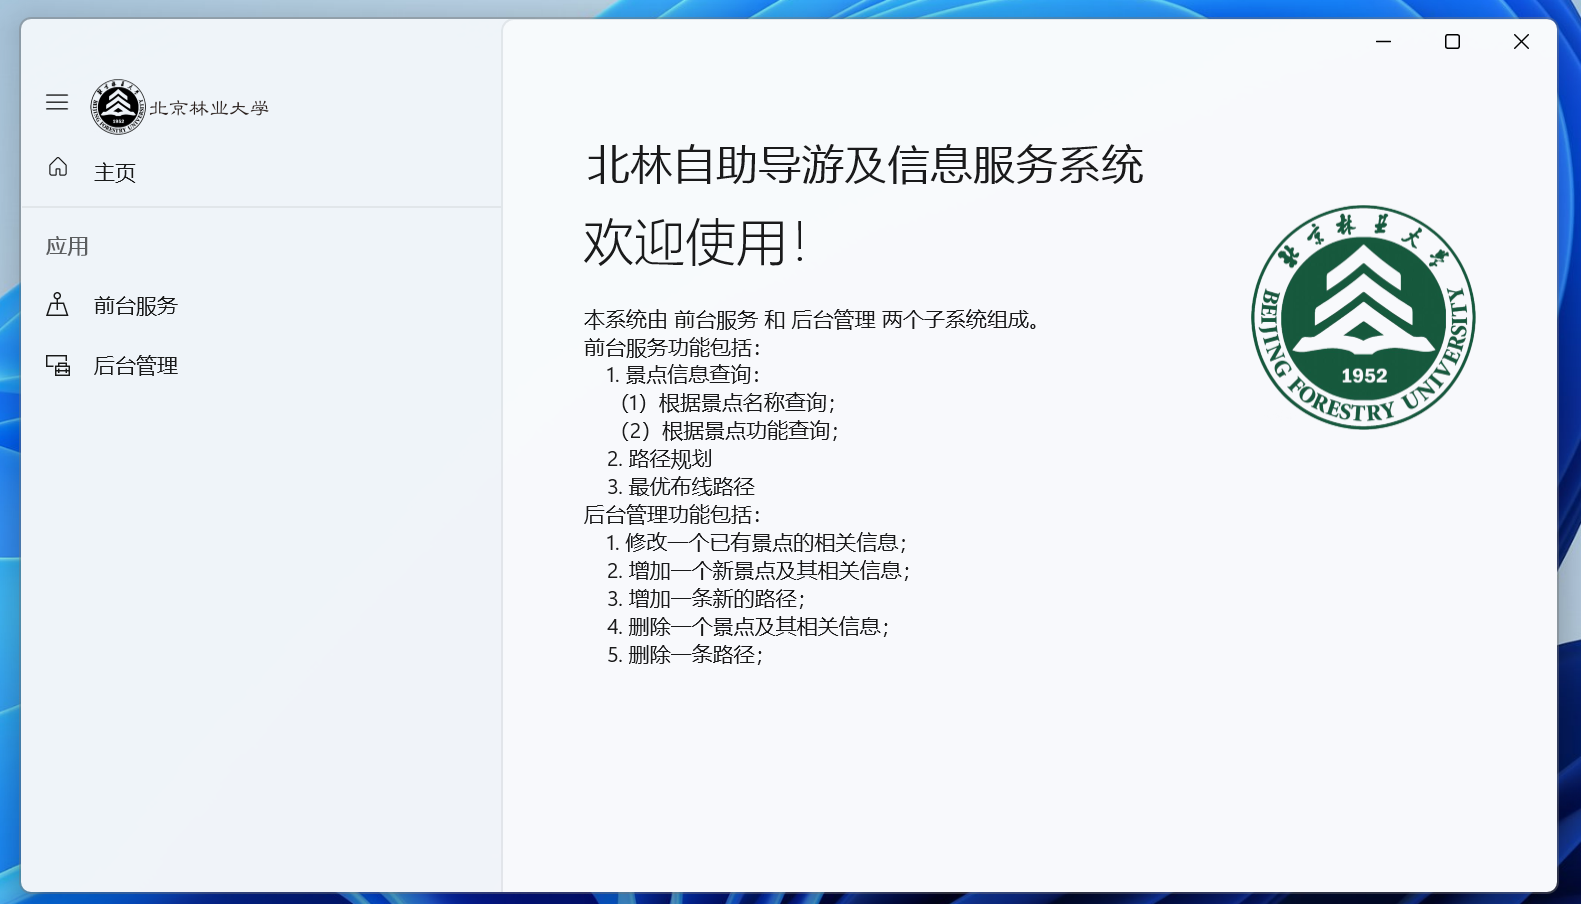 北京林业大学
主页
应用
前台服务
后台管理
北林自助导游及信息服务系统
欢迎使用！
北京林业大学
BEIJING FORESTRY UNIVERSITY
1952
本系统由 前台服务 和 后台管理 两个子系统组成。
前台服务功能包括：
1. 景点信息查询：
（1）根据景点名称查询；
（2）根据景点功能查询；
2. 路径规划
3. 最优布线路径
后台管理功能包括：
1. 修改一个已有景点的相关信息；
2. 增加一个新景点及其相关信息；
3. 增加一条新的路径；
4. 删除一个景点及其相关信息；
5. 删除一条路径；